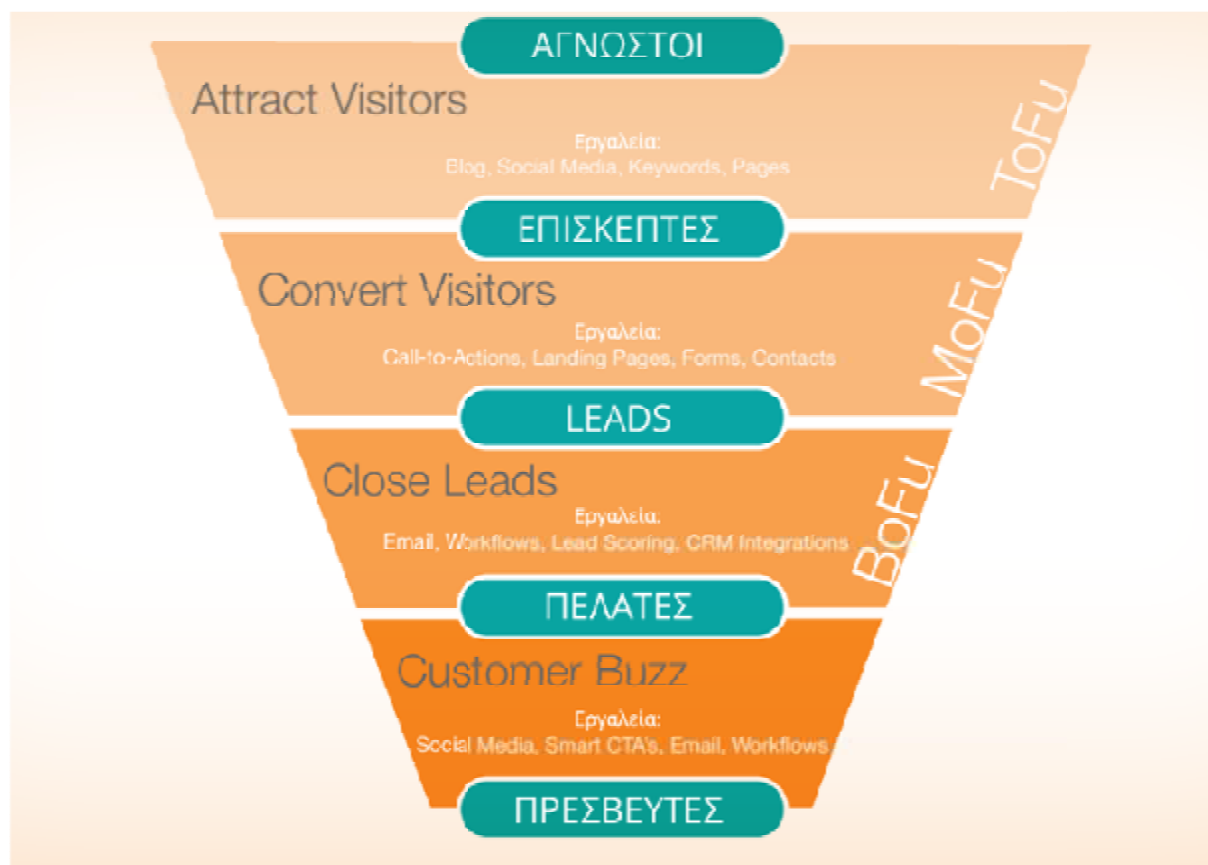 ΑΓΝΩΣΤΟΙ
Attract Visitors
Εργαλεία:
Blog, Social Media, Keywords, Pages
ToFu
ΕΠΙΣΚΕΠΤΕΣ
Convert Visitors
Εργαλεία:
Call-to-Actions, Landing Pages, Forms, Contacts
MoFu
LEADS
Close Leads
Εργαλεία:
Email, Workflows, Lead Scoring, CRM Integrations
BoFu
ΠΕΛΑΤΕΣ
Customer Buzz
Εργαλεία:
Social Media, Smart CTA's, Email, Workflows
ΠΡΕΣΒΕΥΤΕΣ